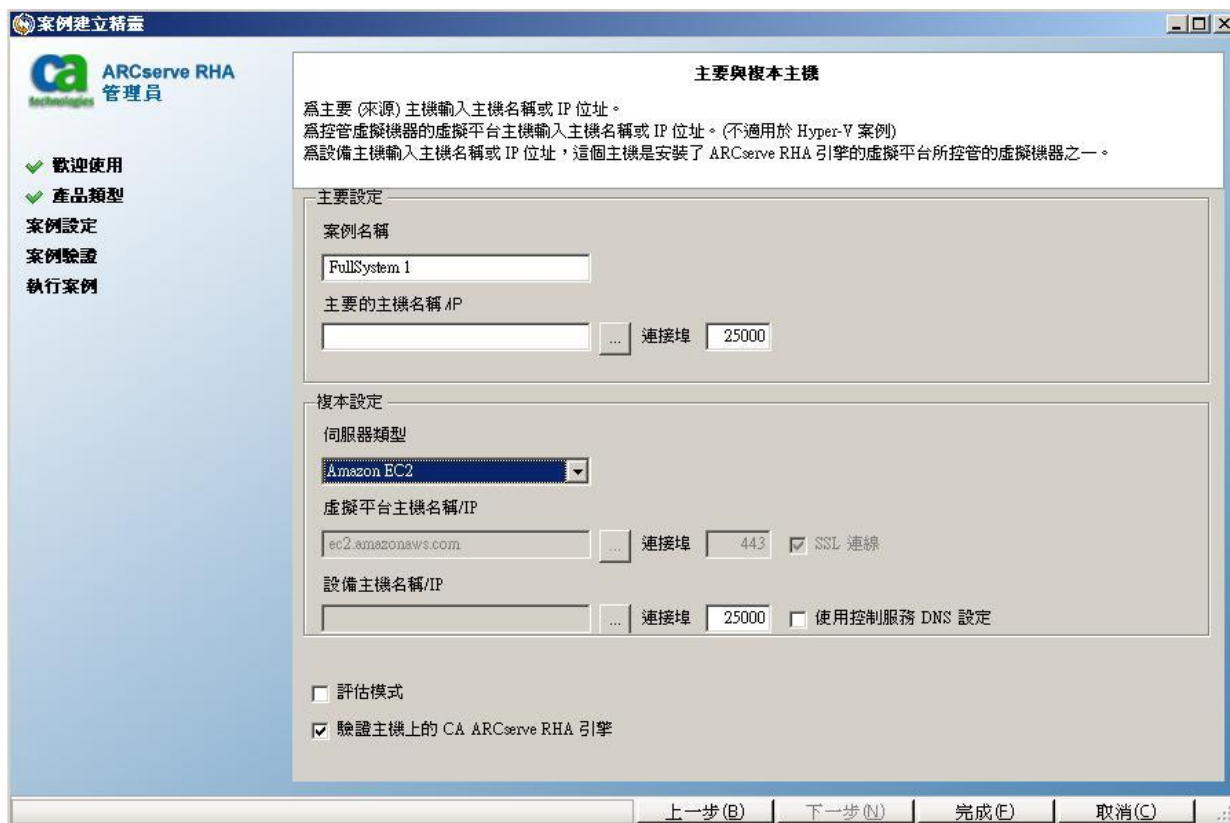 案例建立精靈
ca
technologies
ARCserve RHA
管理員
歡迎使用
產品類型
案例設定
案例驗證
執行案例
主要與複本主機
為主要 (來源) 主機輸入主機名稱或 IP 位址。
為控管虛擬機器的虛擬平台主機輸入主機名稱或 IP 位址。(不適用於 Hyper-V 案例)
為設備主機輸入主機名稱或 IP 位址，這個主機是安裝了 ARCserve RHA 引擎的虛擬平台所控管的虛擬機器之一。
主要設定
案例名稱
FullSystem 1
主要的主機名稱/IP
... 連接埠 25000
複本設定
伺服器類型
Amazon EC2
虛擬平台主機名稱/IP
ec2.amazonaws.com ... 連接埠 443 SSL 連線
設備主機名稱/IP
... 連接埠 25000 使用控制服務 DNS 設定
評估模式
驗證主機上的 CA ARCserve RHA 引擎
上一步(B) 下一步(N) 完成(F) 取消(C)